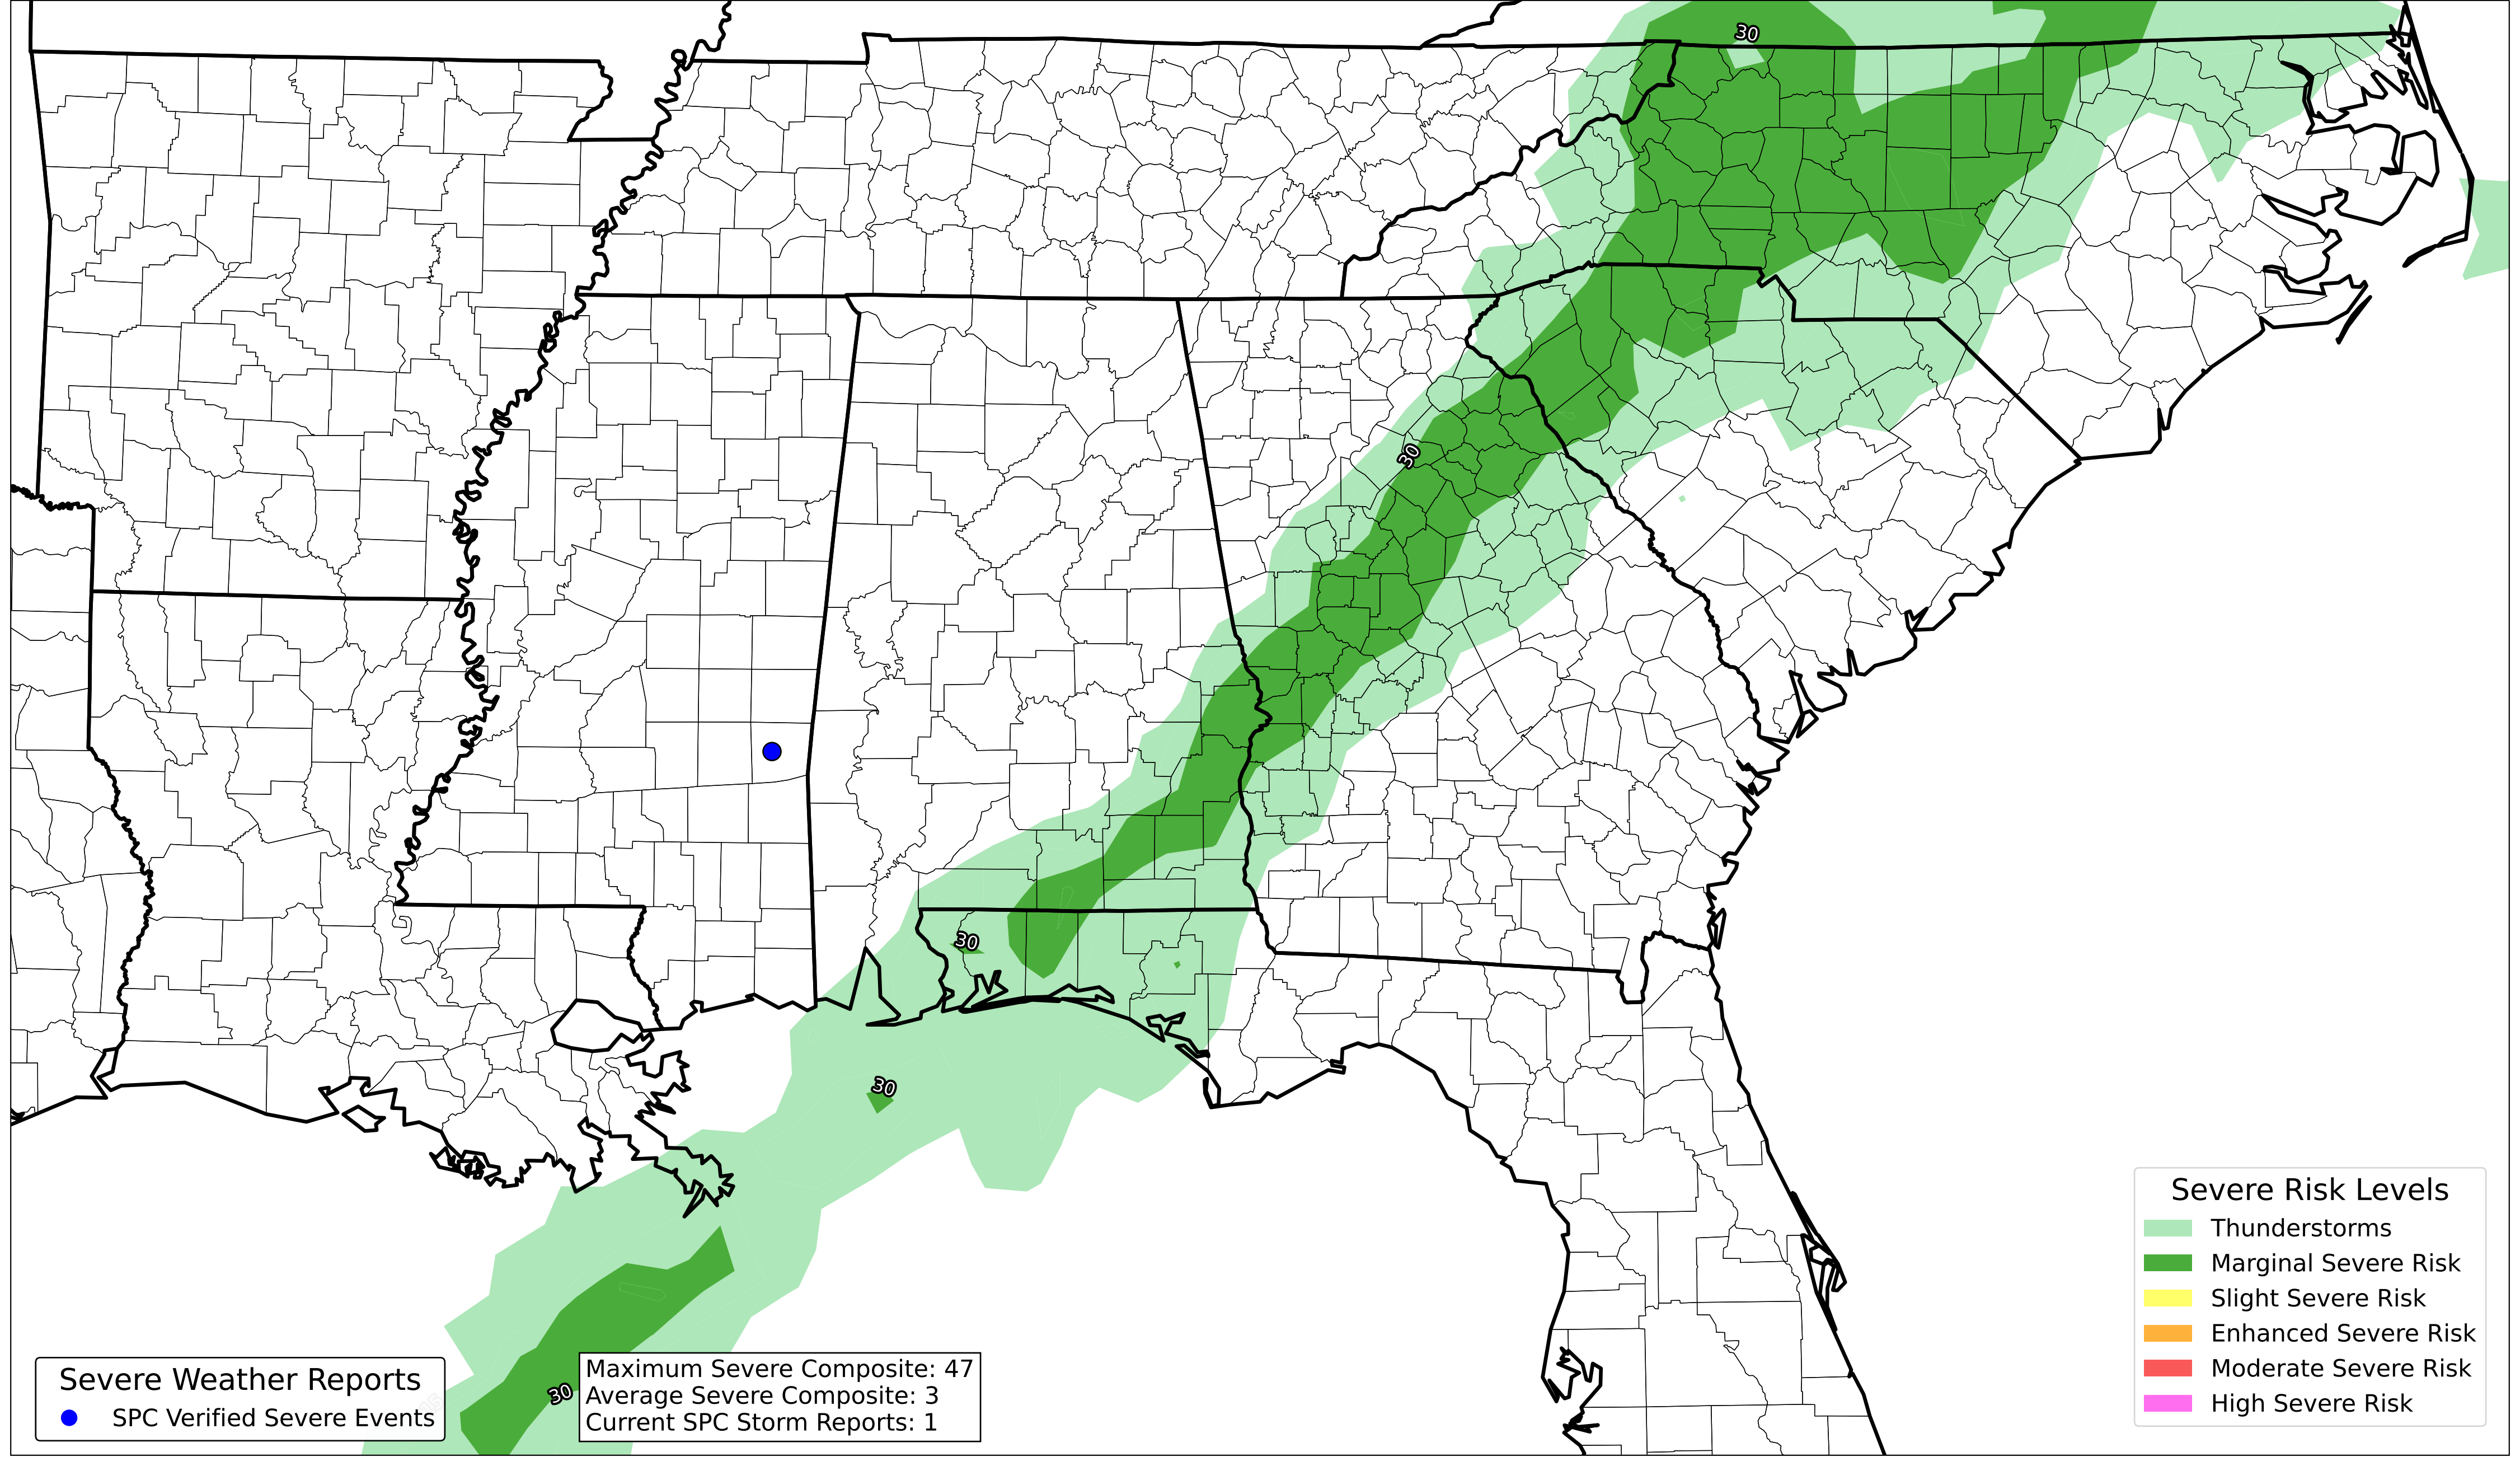 30
30
30
30
30
Severe Risk Levels
Thunderstorms
Marginal Severe Risk
Slight Severe Risk
Enhanced Severe Risk
Moderate Severe Risk
High Severe Risk
Severe Weather Reports
SPC Verified Severe Events
Maximum Severe Composite: 47
Average Severe Composite: 3
Current SPC Storm Reports: 1